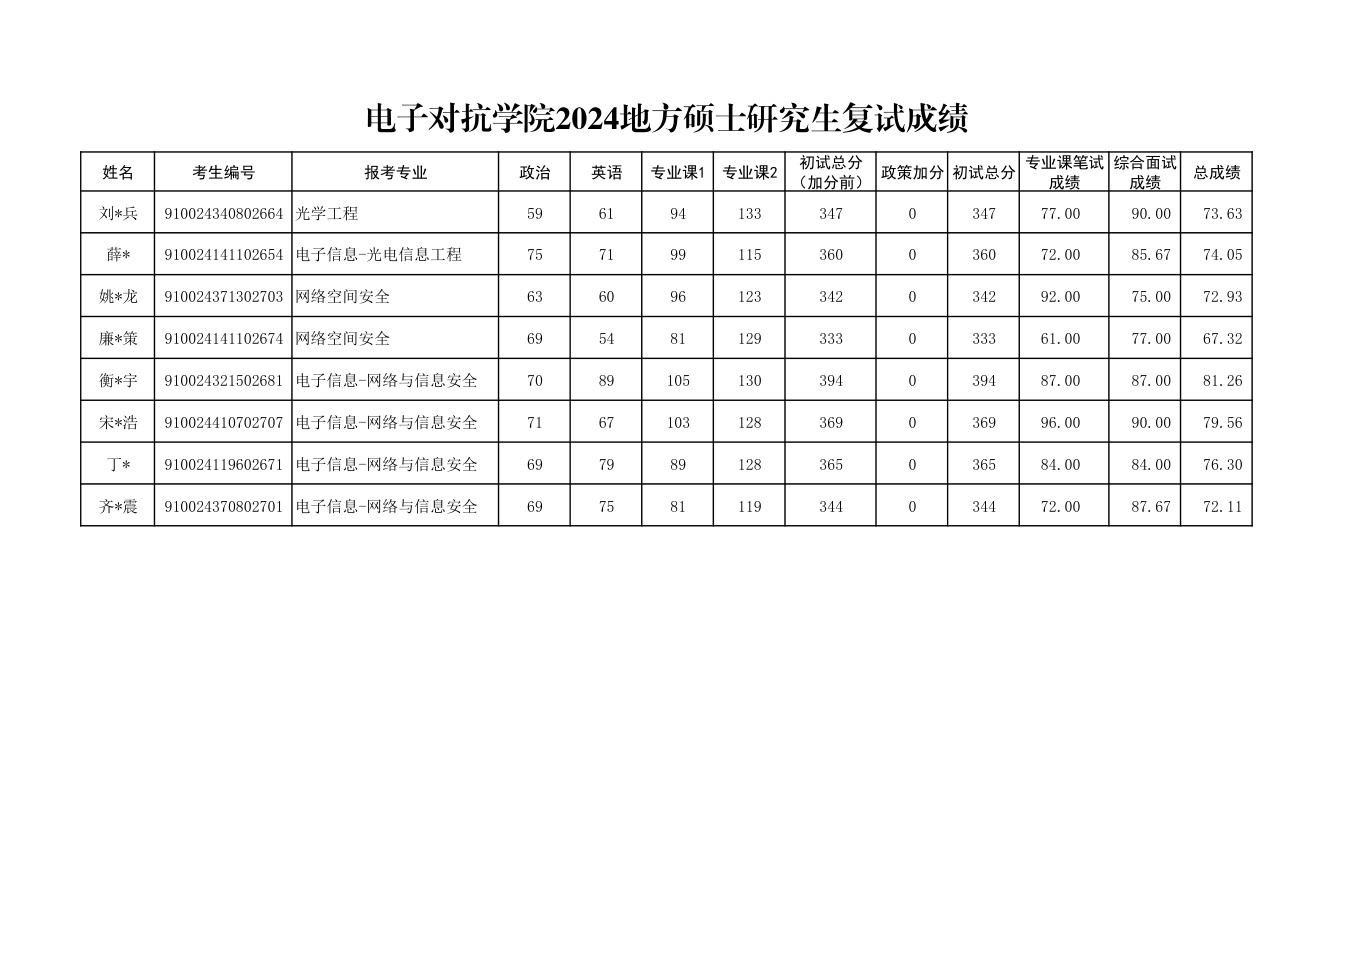 电子对抗学院2024地方硕士研究生复试成绩
姓名 考生编号 报考专业 政治 英语 专业课1 专业课2 初试总分（加分前） 政策加分 初试总分 专业课笔试成绩 综合面试成绩 总成绩
刘*兵 910024340802664 光学工程 59 61 94 133 347 0 347 77.00 90.00 73.63
薛* 910024141102654 电子信息-光电信息工程 75 71 99 115 360 0 360 72.00 85.67 74.05
姚*龙 910024371302703 网络空间安全 63 60 96 123 342 0 342 92.00 75.00 72.93
廉*策 910024141102674 网络空间安全 69 54 81 129 333 0 333 61.00 77.00 67.32
衡*宇 910024321502681 电子信息-网络与信息安全 70 89 105 130 394 0 394 87.00 87.00 81.26
宋*浩 910024410702707 电子信息-网络与信息安全 71 67 103 128 369 0 369 96.00 90.00 79.56
丁* 910024119602671 电子信息-网络与信息安全 69 79 89 128 365 0 365 84.00 84.00 76.30
齐*震 910024370802701 电子信息-网络与信息安全 69 75 81 119 344 0 344 72.00 87.67 72.11